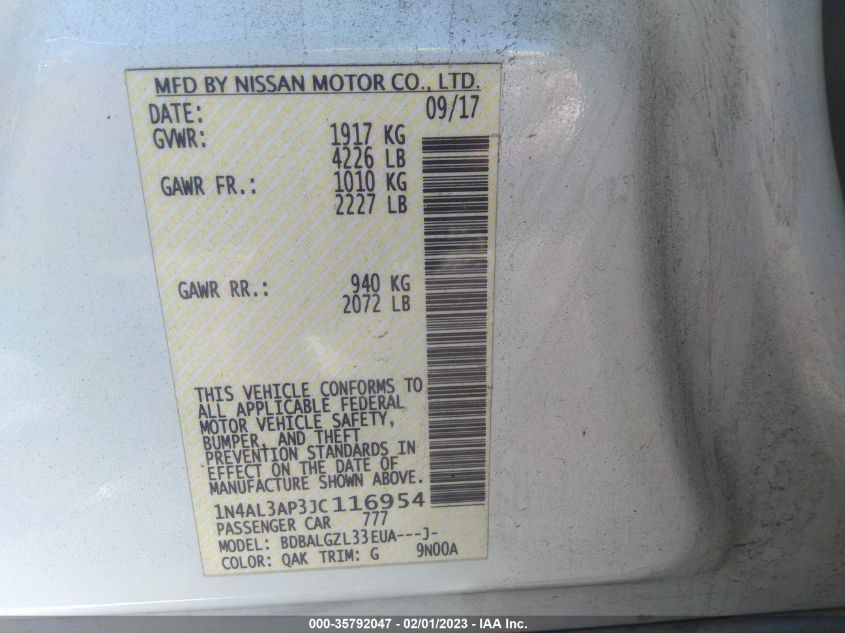 MFD BY NISSAN MOTOR CO., LTD.
DATE: 09/17
GVWR: 1917 KG
4226 LB
GAWR FR.: 1010 KG
2227 LB
GAWR RR.: 940 KG
2072 LB
THIS VEHICLE CONFORMS TO
ALL APPLICABLE FEDERAL
MOTOR VEHICLE SAFETY,
BUMPER, AND THEFT
PREVENTION STANDARDS IN
EFFECT ON THE DATE OF
MANUFACTURE SHOWN ABOVE.
1N4AL3AP3JC116954
PASSENGER CAR 777
MODEL: BDBALGZL33EUA---J-
COLOR: QAK TRIM: G 9N00A
000-35792047 — 02/01/2023 — IAA Inc.